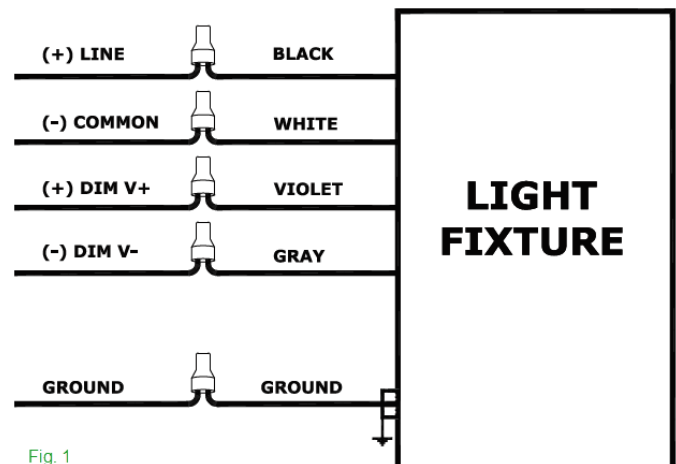 (+) LINE BLACK
(-) COMMON WHITE
(+) DIM V+ VIOLET
LIGHT
FIXTURE
(-) DIM V- GRAY
GROUND GROUND
Fig. 1